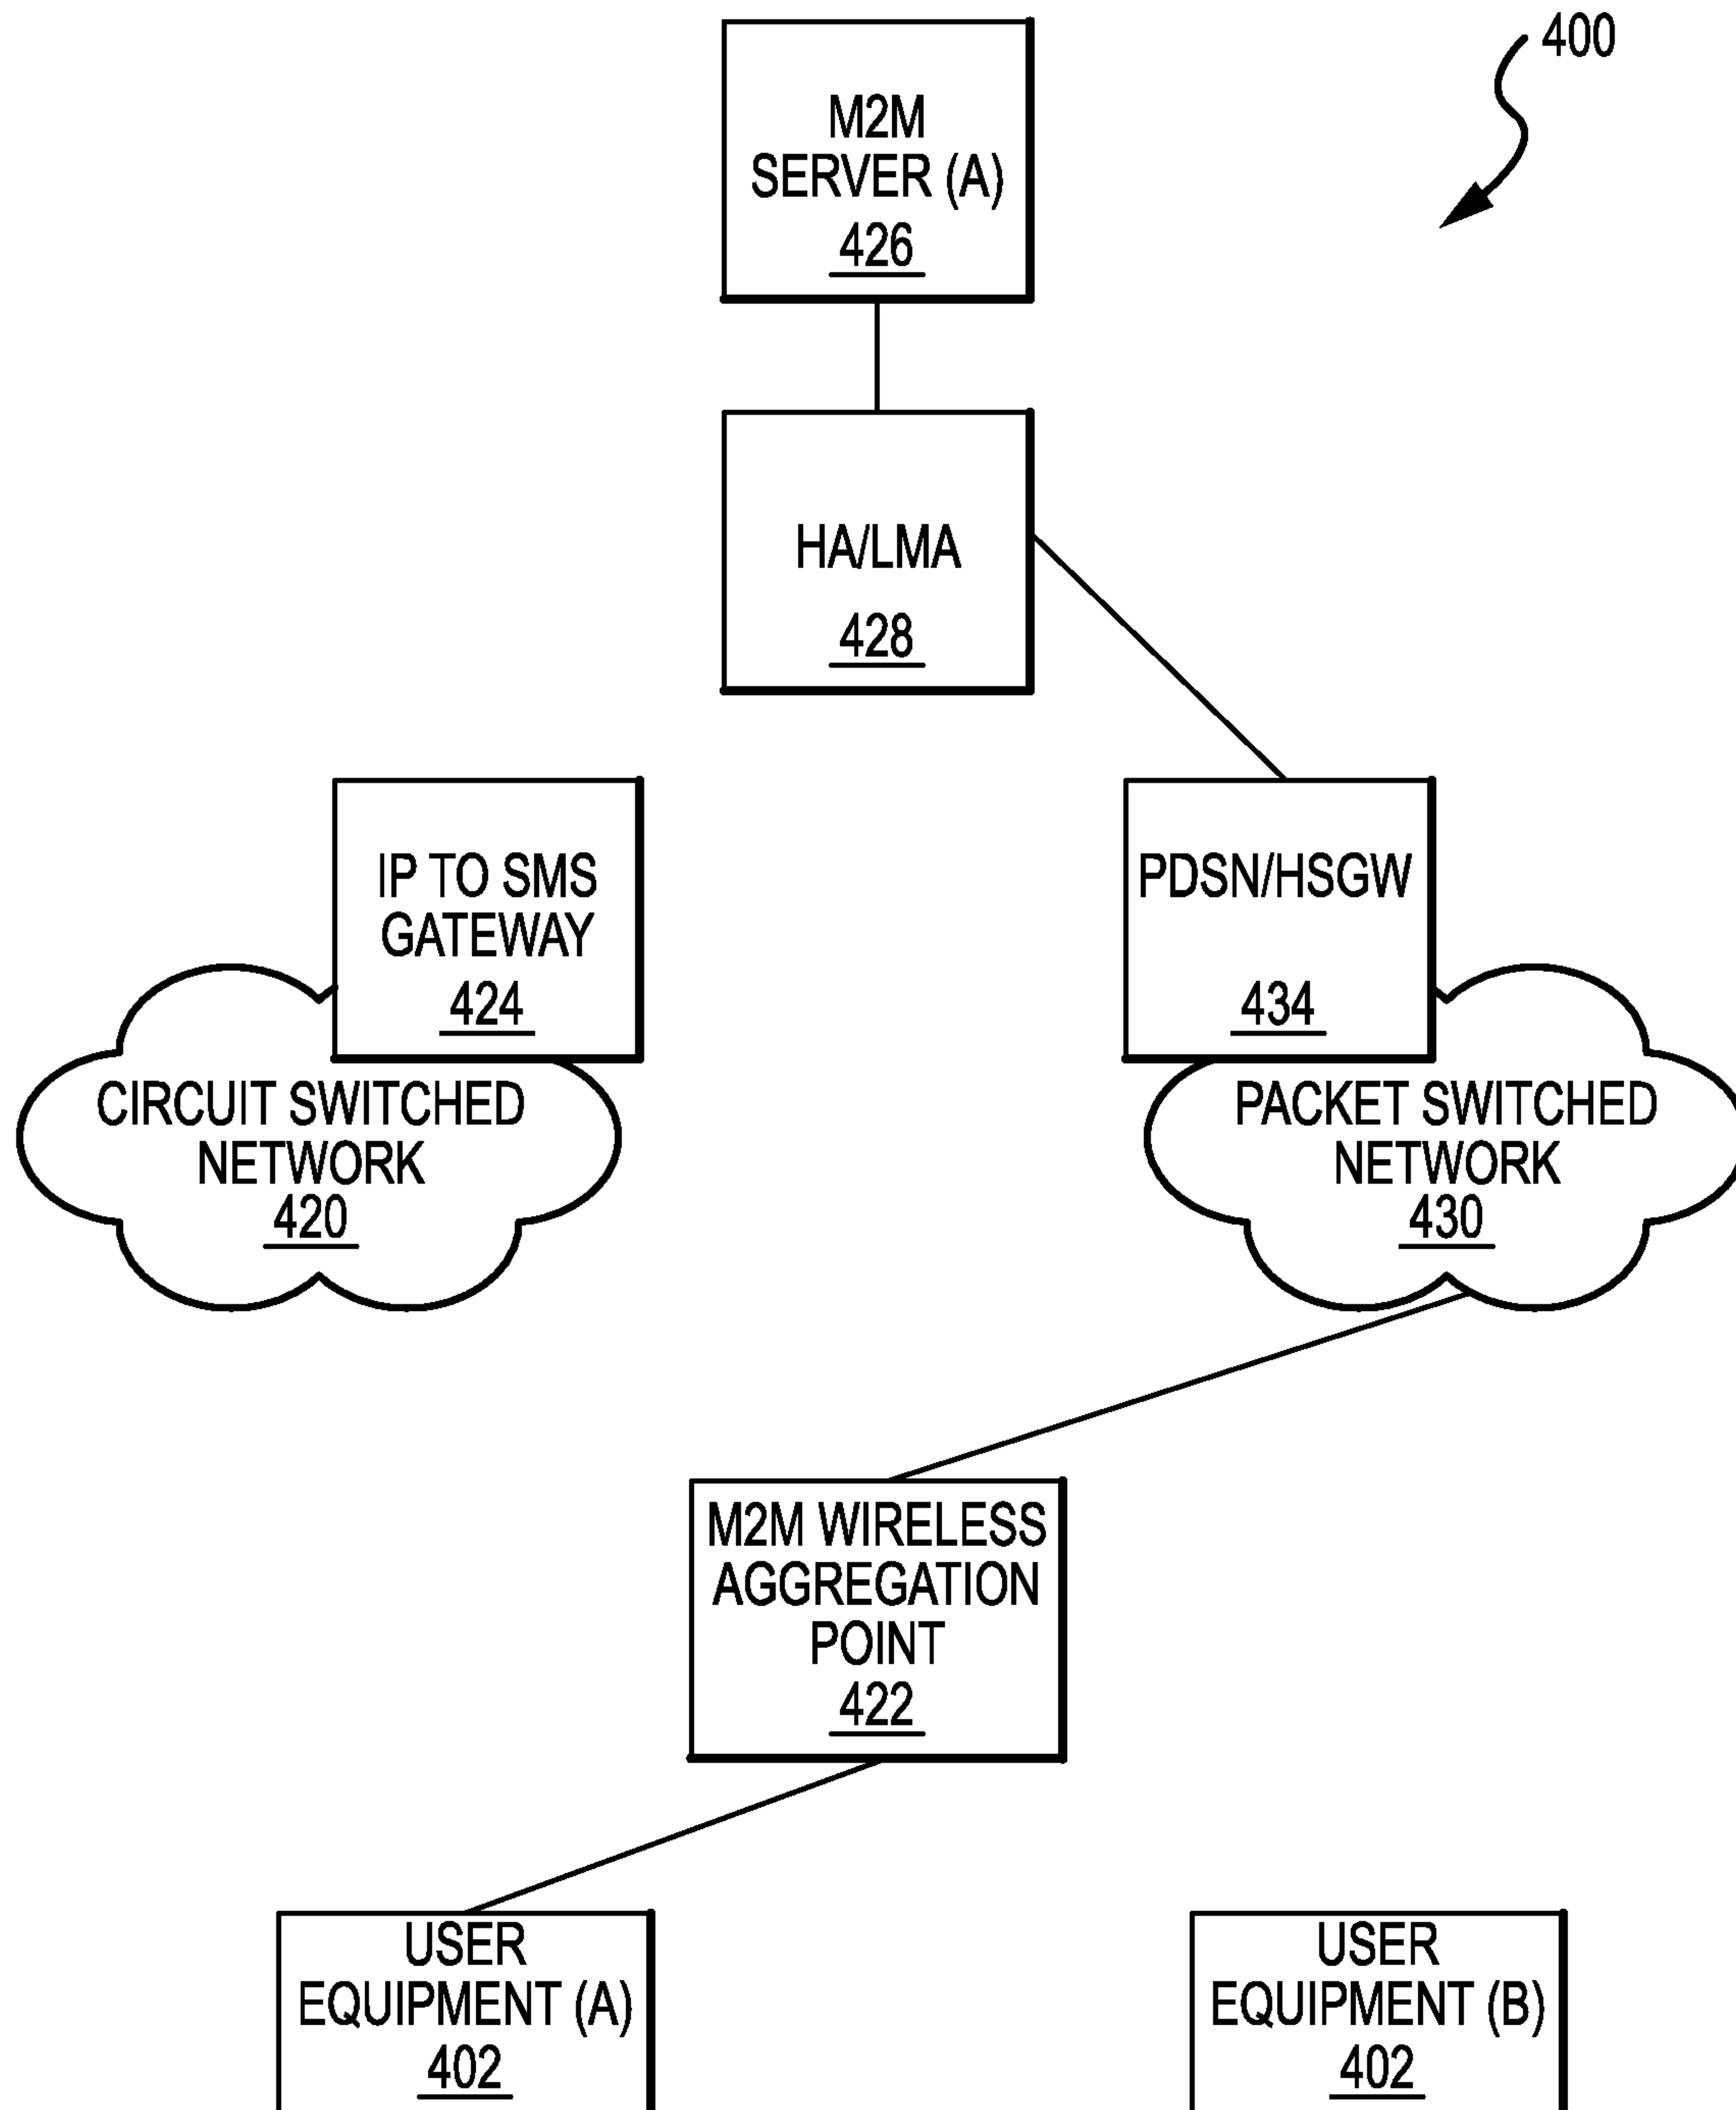 400
M2M
SERVER (A)
426
HA/LMA
428
IP TO SMS
GATEWAY
424
PDSN/HSGW
434
CIRCUIT SWITCHED
NETWORK
420
PACKET SWITCHED
NETWORK
430
M2M WIRELESS
AGGREGATION
POINT
422
USER
EQUIPMENT (A)
402
USER
EQUIPMENT (B)
402